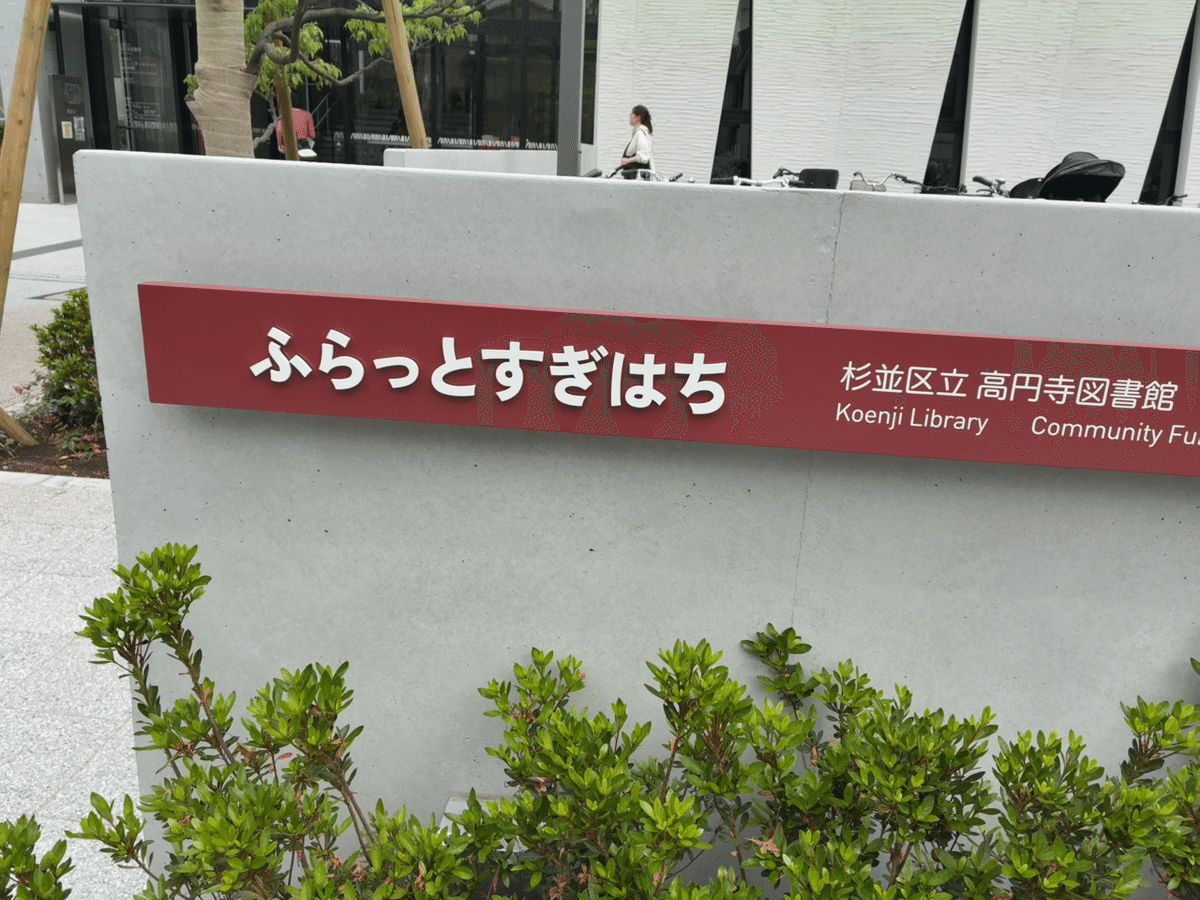 ふらっとすぎはち
杉並区立 高円寺図書館
Koenji Library Community